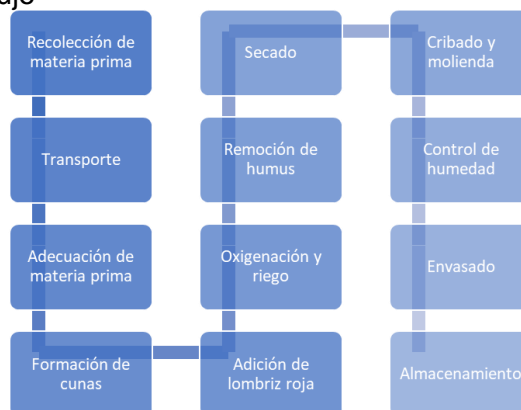 Recolección de
materia prima
Transporte
Adecuación de
materia prima
Formación de
cunas
Adición de
lombriz roja
Oxigenación y
riego
Remoción de
humus
Secado
Cribado y
molienda
Control de
humedad
Envasado
Almacenamiento